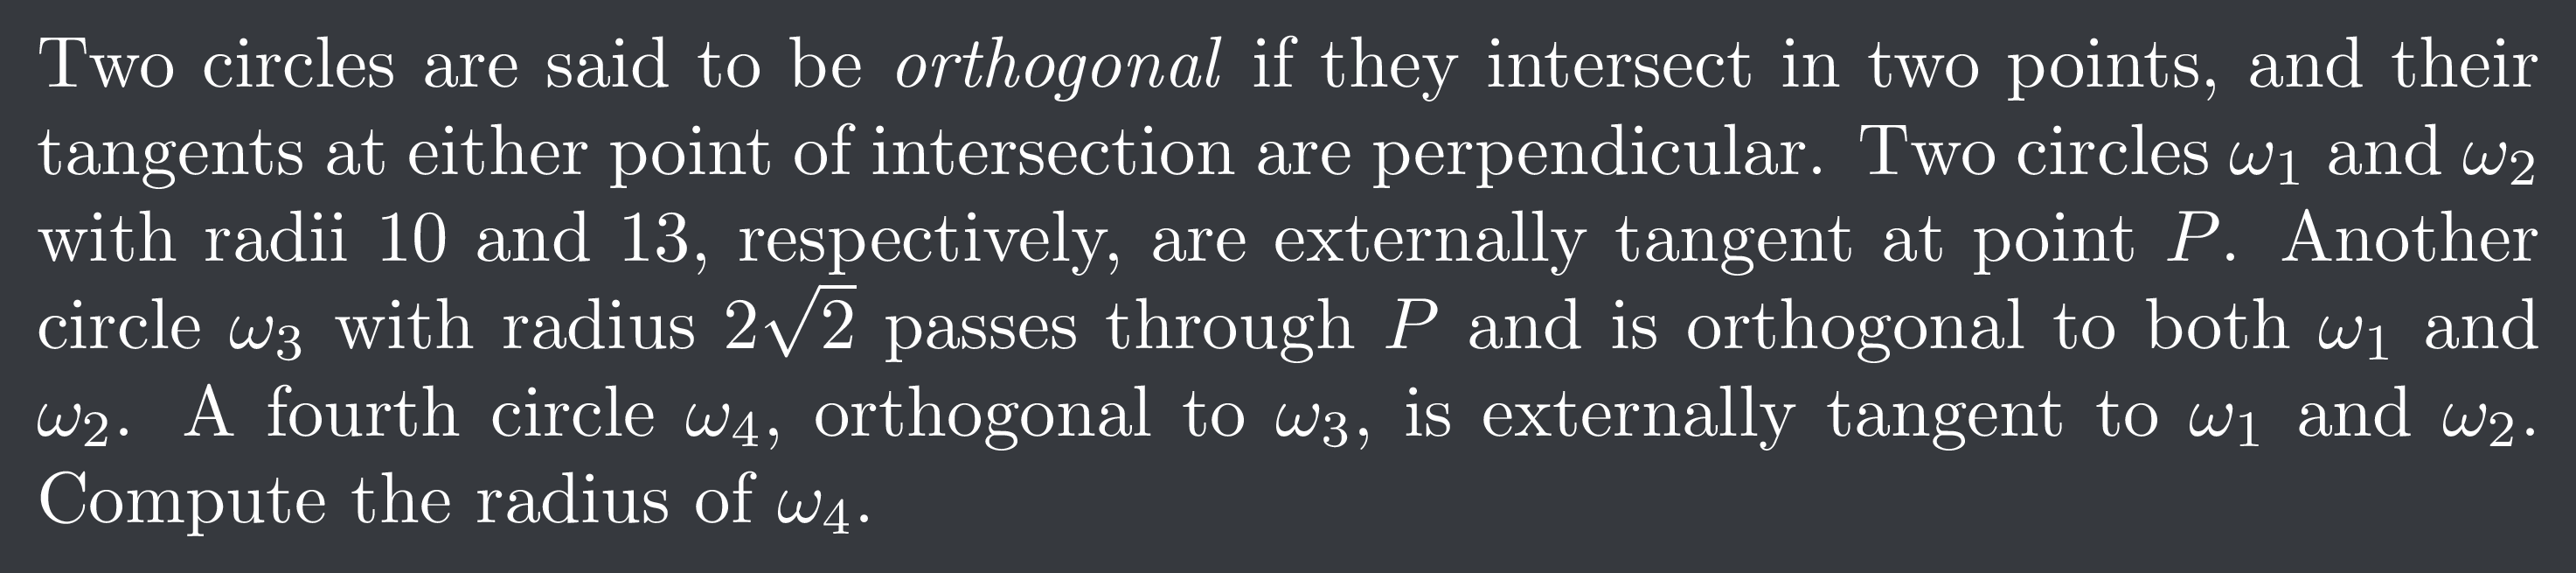 Two circles are said to be orthogonal if they intersect in two points, and their
tangents at either point of intersection are perpendicular. Two circles ω₁ and ω₂
with radii 10 and 13, respectively, are externally tangent at point P. Another
circle ω₃ with radius 2√2 passes through P and is orthogonal to both ω₁ and
ω₂. A fourth circle ω₄, orthogonal to ω₃, is externally tangent to ω₁ and ω₂.
Compute the radius of ω₄.